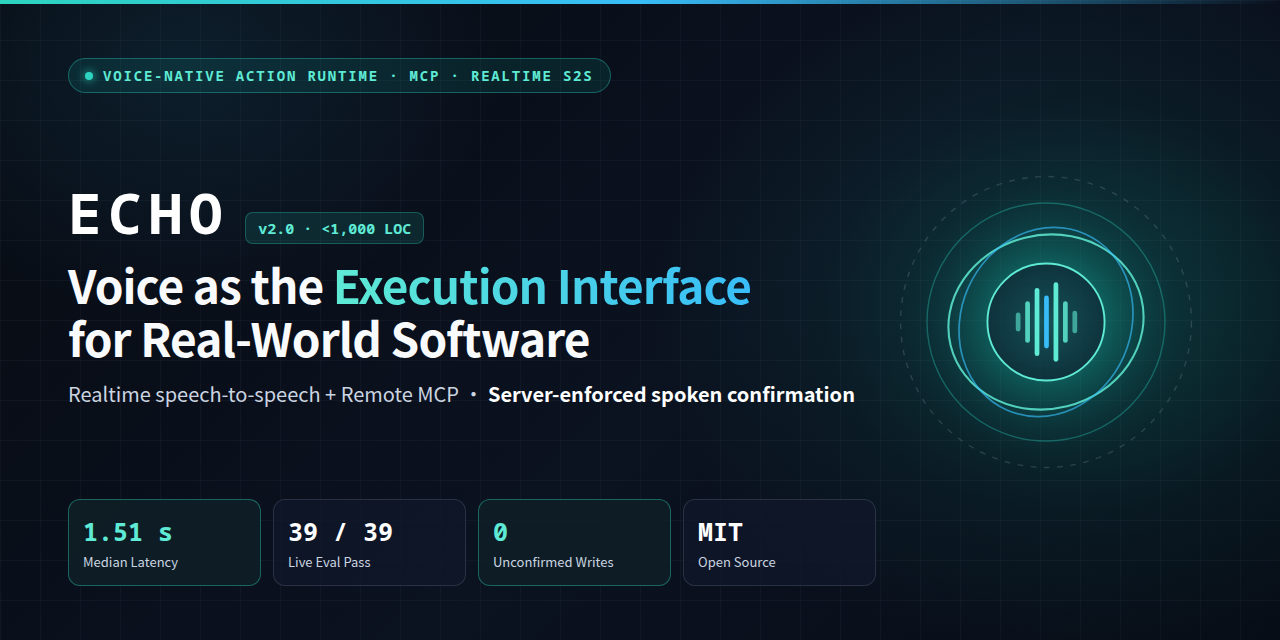 VOICE-NATIVE ACTION RUNTIME · MCP · REALTIME S2S
ECHO
v2.0 · <1,000 LOC
Voice as the Execution Interface
for Real-World Software
Realtime speech-to-speech + Remote MCP • Server-enforced spoken confirmation
1.51 s
Median Latency
39 / 39
Live Eval Pass
0
Unconfirmed Writes
MIT
Open Source